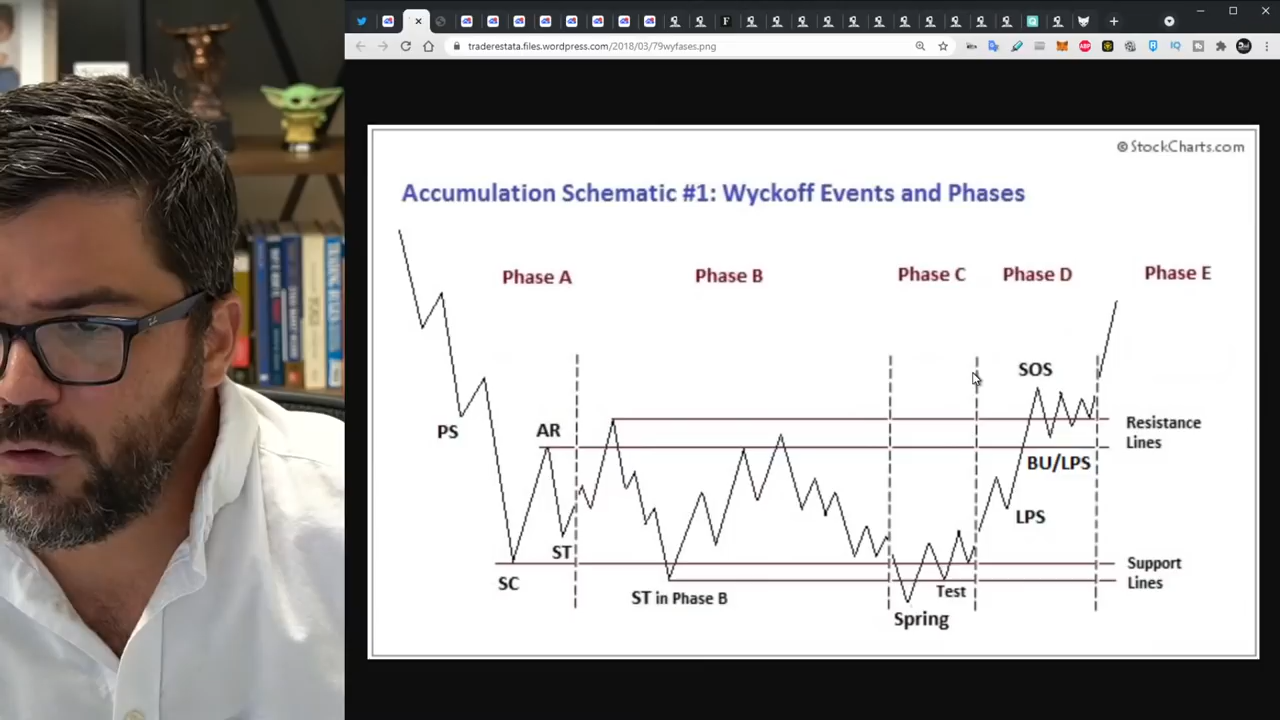 traderestata.files.wordpress.com/2018/03/79wyfases.png
© StockCharts.com
Accumulation Schematic #1: Wyckoff Events and Phases
Phase A
Phase B
Phase C
Phase D
Phase E
PS
AR
SC
ST
ST in Phase B
Spring
Test
SOS
BU/LPS
LPS
Resistance
Lines
Support
Lines